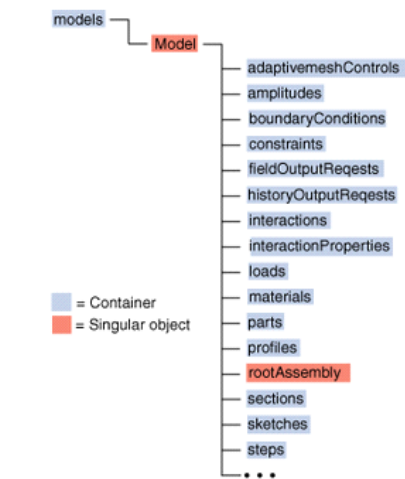 models
Model
adaptivemeshControls
amplitudes
boundaryConditions
constraints
fieldOutputReqests
historyOutputReqests
interactions
interactionProperties
loads
materials
parts
profiles
rootAssembly
sections
sketches
steps
• • •
= Container
= Singular object